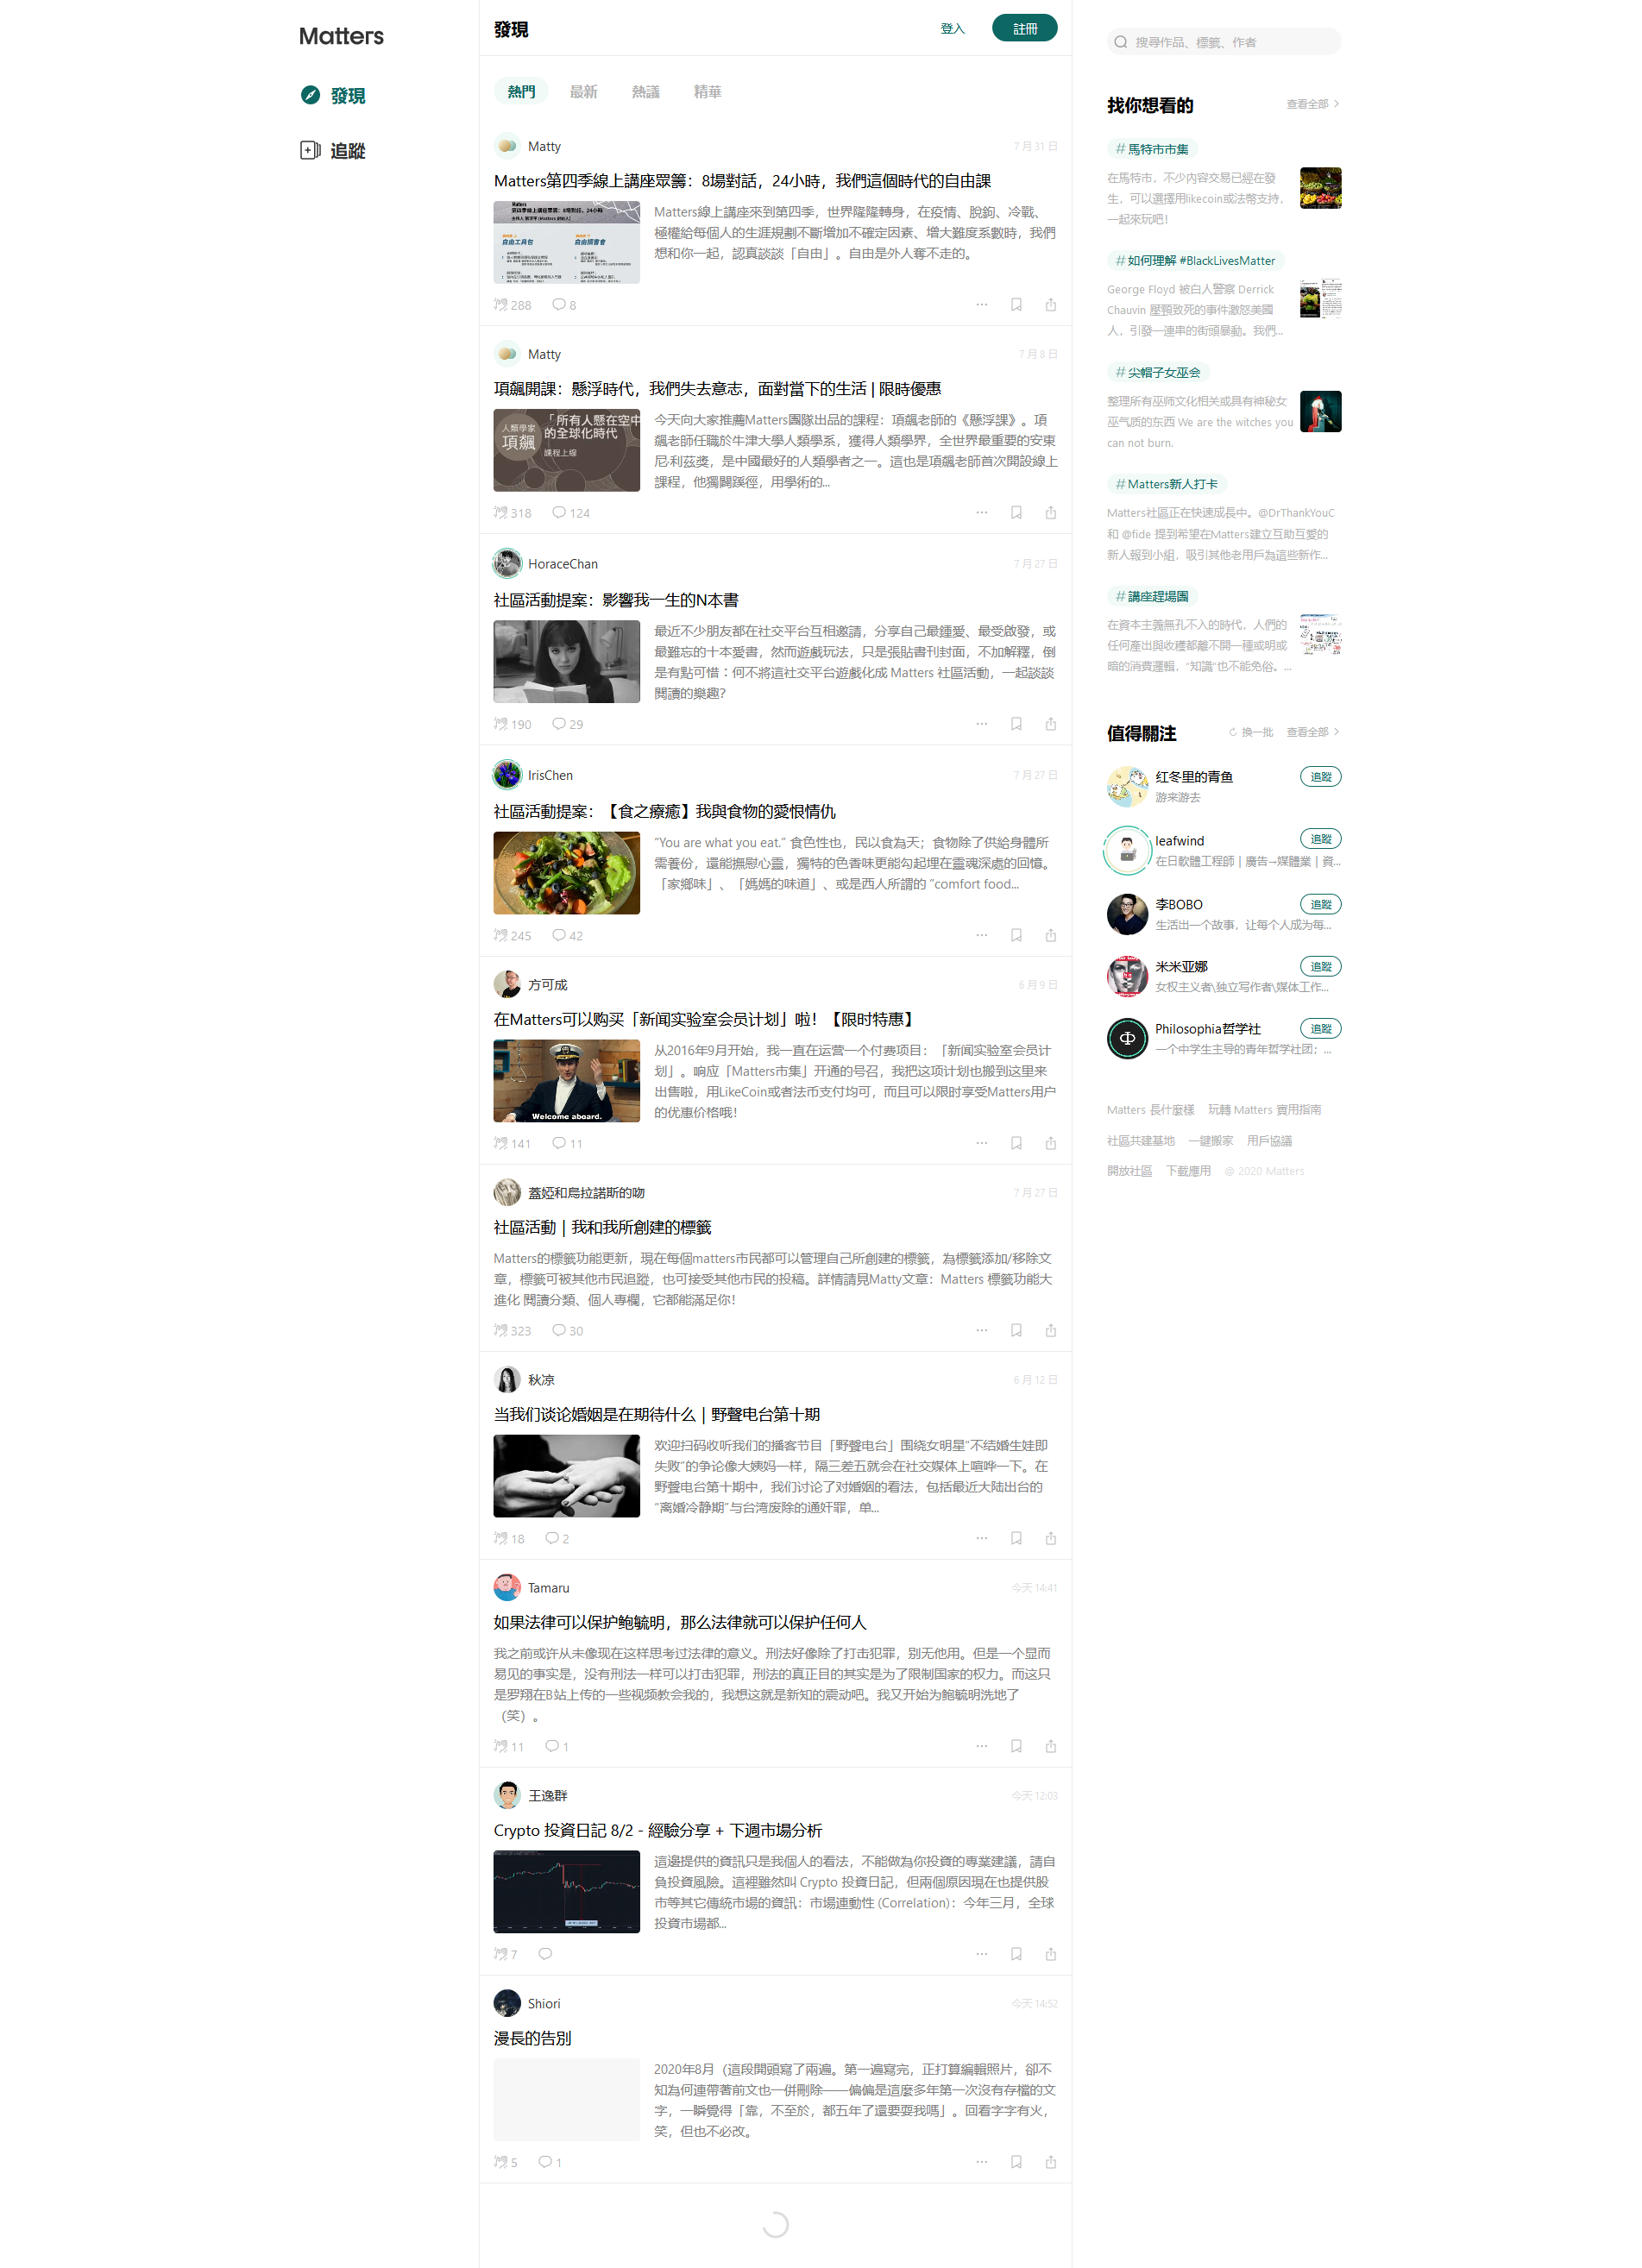 Matters
發現
追蹤
發現
登入
註冊
熱門
最新
熱議
精華
Matty
7 月 31 日
Matters第四季線上講座眾籌：8場對話，24小時，我們這個時代的自由課
Matters
第四季線上講座眾籌：8場對話，24小時
自由工具包
自由讀書會
Matters線上講座來到第四季，世界隆隆轉身，在疫情、脫鉤、冷戰、
極權給每個人的生涯規劃不斷增加不確定因素、增大難度系數時，我們
想和你一起，認真談談「自由」。自由是外人奪不走的。
288
8
Matty
7 月 8 日
項飆開課：懸浮時代，我們失去意志，面對當下的生活 | 限時優惠
人類學家
項飆
「所有人懸在空中
的全球化時代
課程上線
今天向大家推薦Matters團隊出品的課程：項飆老師的《懸浮課》。項
飆老師任職於牛津大學人類學系，獲得人類學界，全世界最重要的安東
尼·利茲獎，是中國最好的人類學者之一。這也是項飆老師首次開設線上
課程，他獨闢蹊徑，用學術的...
318
124
HoraceChan
7 月 27 日
社區活動提案：影響我一生的N本書
最近不少朋友都在社交平台互相邀請，分享自己最鍾愛、最受啟發，或
最難忘的十本愛書，然而遊戲玩法，只是張貼書刊封面，不加解釋，倒
是有點可惜：何不將這社交平台遊戲化成 Matters 社區活動，一起談談
閱讀的樂趣？
190
29
IrisChen
7 月 27 日
社區活動提案：【食之療癒】我與食物的愛恨情仇
“You are what you eat.” 食色性也，民以食為天；食物除了供給身體所
需養份，還能撫慰心靈，獨特的色香味更能勾起埋在靈魂深處的回憶。
「家鄉味」、「媽媽的味道」、或是西人所謂的 “comfort food...
245
42
方可成
6 月 9 日
在Matters可以购买「新闻实验室会员计划」啦！【限时特惠】
Welcome aboard.
从2016年9月开始，我一直在运营一个付费项目：「新闻实验室会员计
划」。响应「Matters市集」开通的号召，我把这项计划也搬到这里来
出售啦，用LikeCoin或者法币支付均可，而且可以限时享受Matters用户
的优惠价格哦！
141
11
蓋婭和烏拉諾斯的吻
7 月 27 日
社區活動 | 我和我所創建的標籤
Matters的標籤功能更新，現在每個matters市民都可以管理自己所創建的標籤，為標籤添加/移除文
章，標籤可被其他市民追蹤，也可接受其他市民的投稿。詳情請見Matty文章：Matters 標籤功能大
進化 閱讀分類、個人專欄，它都能滿足你！
323
30
秋凉
6 月 12 日
当我们谈论婚姻是在期待什么 | 野聲电台第十期
欢迎扫码收听我们的播客节目「野聲电台」围绕女明星“不结婚生娃即
失败”的争论像大姨妈一样，隔三差五就会在社交媒体上喧哗一下。在
野聲电台第十期中，我们讨论了对婚姻的看法，包括最近大陆出台的
“离婚冷静期”与台湾废除的通奸罪，单...
18
2
Tamaru
今天 14:41
如果法律可以保护鲍毓明，那么法律就可以保护任何人
我之前或许从未像现在这样思考过法律的意义。刑法好像除了打击犯罪，别无他用。但是一个显而
易见的事实是，没有刑法一样可以打击犯罪，刑法的真正目的其实是为了限制国家的权力。而这只
是罗翔在B站上传的一些视频教会我的，我想这就是新知的震动吧。我又开始为鲍毓明洗地了
（笑）。
11
1
王逸群
今天 12:03
Crypto 投資日記 8/2 - 經驗分享 + 下週市場分析
這邊提供的資訊只是我個人的看法，不能做為你投資的專業建議，請自
負投資風險。這裡雖然叫 Crypto 投資日記，但兩個原因現在也提供股
市等其它傳統市場的資訊：市場連動性 (Correlation)：今年三月，全球
投資市場都...
7
Shiori
今天 14:52
漫長的告別
2020年8月（這段開頭寫了兩遍。第一遍寫完，正打算編輯照片，卻不
知為何連帶著前文也一併刪除——偏偏是這麼多年第一次沒有存檔的文
字，一瞬覺得「靠，不至於，都五年了還要耍我嗎」。回看字字有火，
笑，但也不必改。
5
1
搜尋作品、標籤、作者
找你想看的
查看全部
#馬特市市集
在馬特市，不少內容交易已經在發
生，可以選擇用likecoin或法幣支持，
一起來玩吧！
#如何理解 #BlackLivesMatter
George Floyd 被白人警察 Derrick
Chauvin 壓頸致死的事件激怒美國
人，引發一連串的街頭暴動。我們...
#尖帽子女巫会
整理所有巫师文化相关或具有神秘女
巫气质的东西 We are the witches you
can not burn.
#Matters新人打卡
Matters社區正在快速成長中。@DrThankYouC
和 @fide 提到希望在Matters建立互助互愛的
新人報到小組，吸引其他老用戶為這些新作...
#講座趕場團
在資本主義無孔不入的時代，人們的
任何產出與收穫都離不開一種或明或
暗的消費邏輯，“知識”也不能免俗。...
值得關注
換一批
查看全部
红冬里的青鱼
追蹤
游来游去
leafwind
追蹤
在日軟體工程師 | 廣告→媒體業 | 資...
李BOBO
追蹤
生活出一个故事，让每个人成为每...
米米亚娜
追蹤
女权主义者\独立写作者\媒体工作...
Philosophia哲学社
追蹤
一个中学生主导的青年哲学社团；...
Matters 長什麼樣
玩轉 Matters 實用指南
社區共建基地
一鍵搬家
用戶協議
開放社區
下載應用
@ 2020 Matters